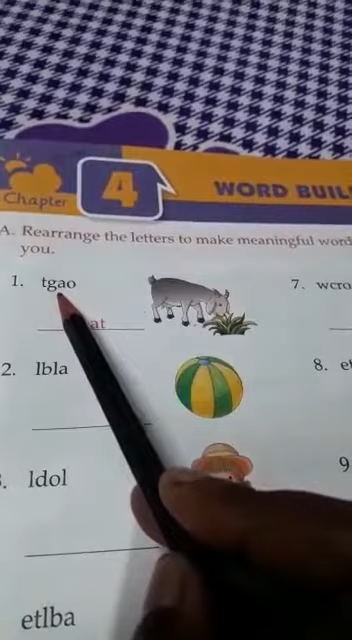 Chapter 4 WORD BUIL
A. Rearrange the letters to make meaningful word
you.
1. tgao
at
7. wcro
2. lbla
8. et
3. ldol
9
etlba